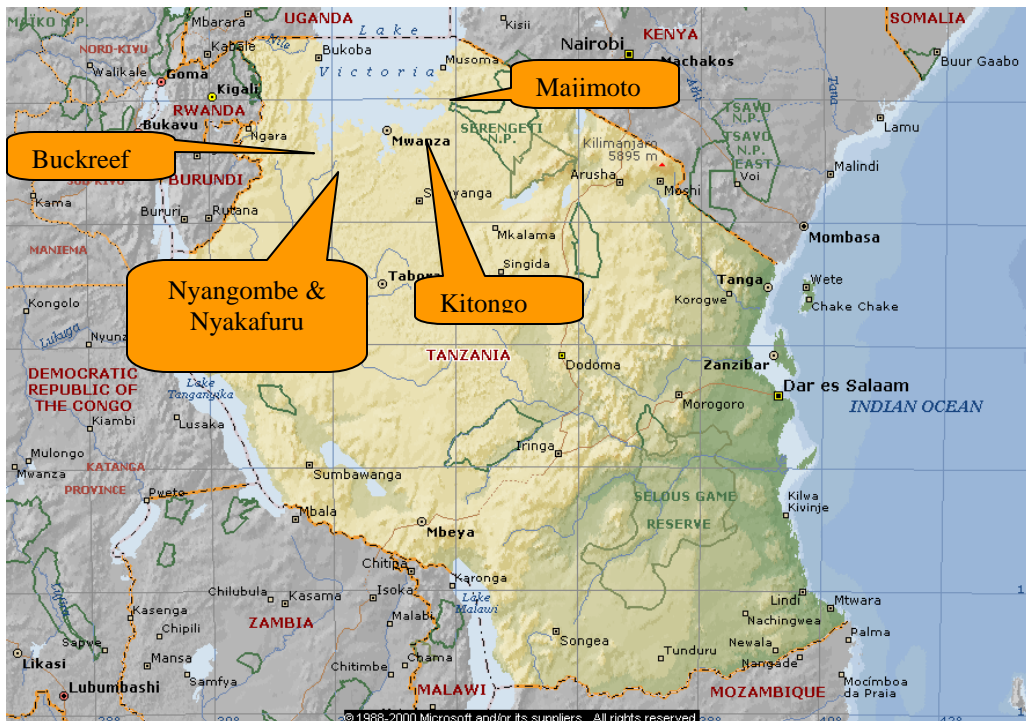 MAÏKO N.P.
Mbarara
UGANDA
Lake
Victoria
Kisii
KENYA
SOMALIA
NORD-KIVU
Kabale
Nile
Bukoba
Musoma
Nairobi
Machakos
Buur Gaabo
Walikale
Goma
Kigali
RWANDA
Majimoto
Athi
Tana
TSAVO
N.P.
TSAVO
N.P.
EAST
Lamu
Bukavu
Ngara
Mwanza
SERENGETI
N.P.
Kilimanjaro
5895 m
Buckreef
BURUNDI
Arusha
Moshi
Voi
Malindi
Kama
Bururi
Rutana
MANIEMA
Mkalama
Mombasa
Singida
Nyangombe &
Nyakafuru
Kitongo
Tanga
Wete
Korogwe
Chake Chake
Kongolo
Lukuga
TANZANIA
Dodoma
Zanzibar
DEMOCRATIC
REPUBLIC OF
THE CONGO
Lake
Tanganyika
Dar es Salaam
INDIAN OCEAN
Morogoro
Kiambi
Lusaka
Iringa
Mulongo
Mwanza
KATANGA
PROVINCE
Sumbawanga
Pweto
SELOUS GAME
RESERVE
Kilwa
Kivinje
Mbala
Mbeya
Chitipa
Karonga
Chilubula
Kasama
Isoka
Lake
Malawi
Lindi
Mtwara
Kasenga
Malabi
Nachingwea
Chipili
ZAMBIA
Sapwe
Songea
Newala
Palma
Likasi
Mansa
Chama
Tunduru
Nangade
Samfya
Chitimbe
Lubumbashi
MALAWI
MOZAMBIQUE
Mocímboa
da Praia
© 1988-2000 Microsoft and/or its suppliers. All rights reserved.